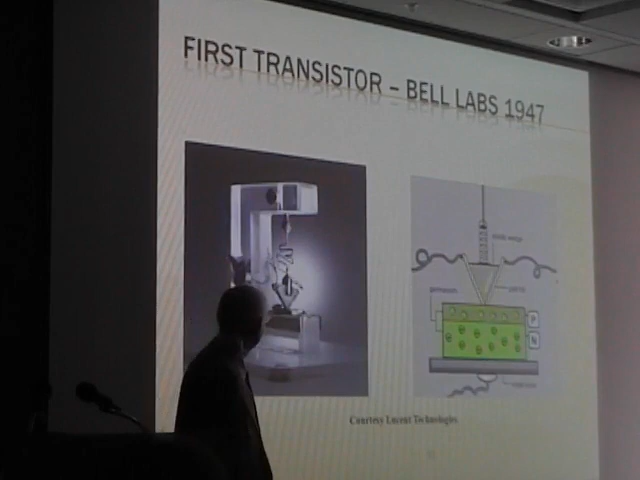 FIRST TRANSISTOR – BELL LABS 1947
P
N
Courtesy Lucent Technologies